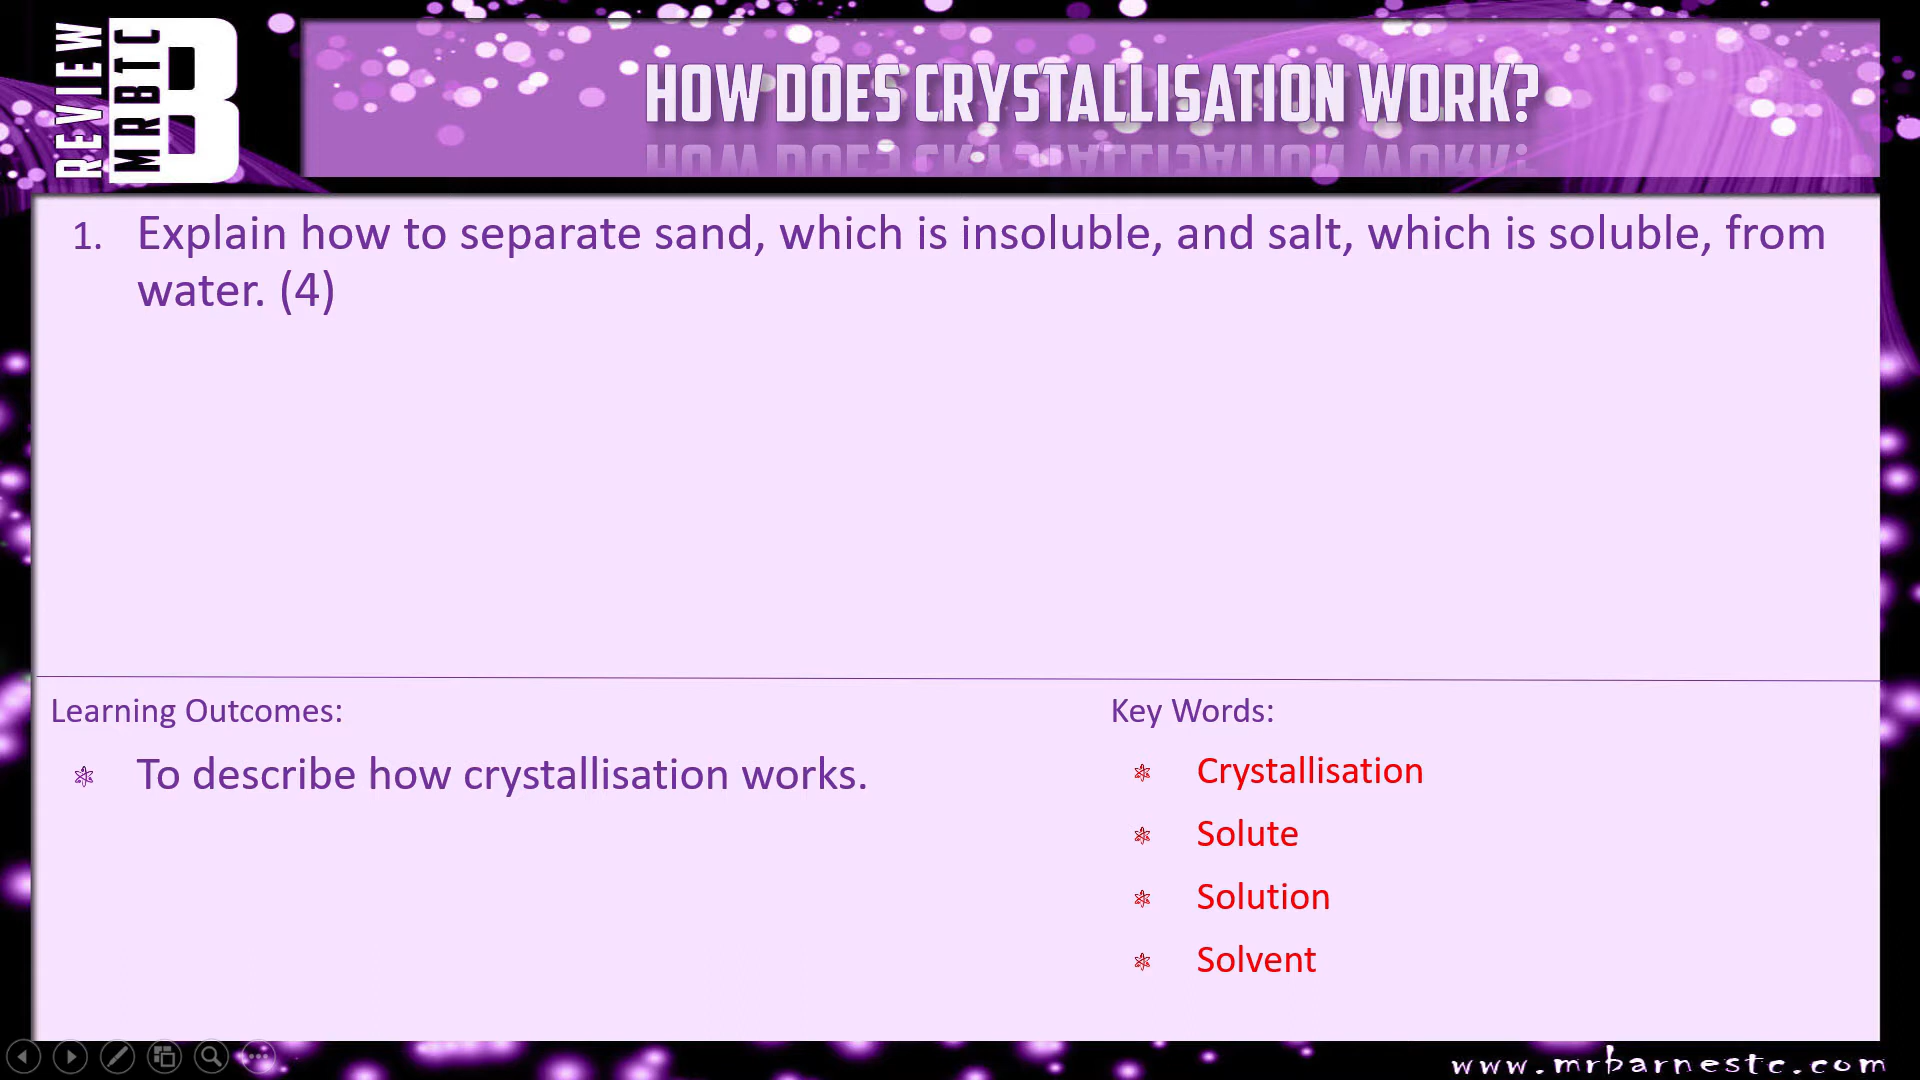 REVIEW
MRBTC
B
HOW DOES CRYSTALLISATION WORK?
1. Explain how to separate sand, which is insoluble, and salt, which is soluble, from
water. (4)
Learning Outcomes:
To describe how crystallisation works.
Key Words:
Crystallisation
Solute
Solution
Solvent
www.mrbarnestc.com